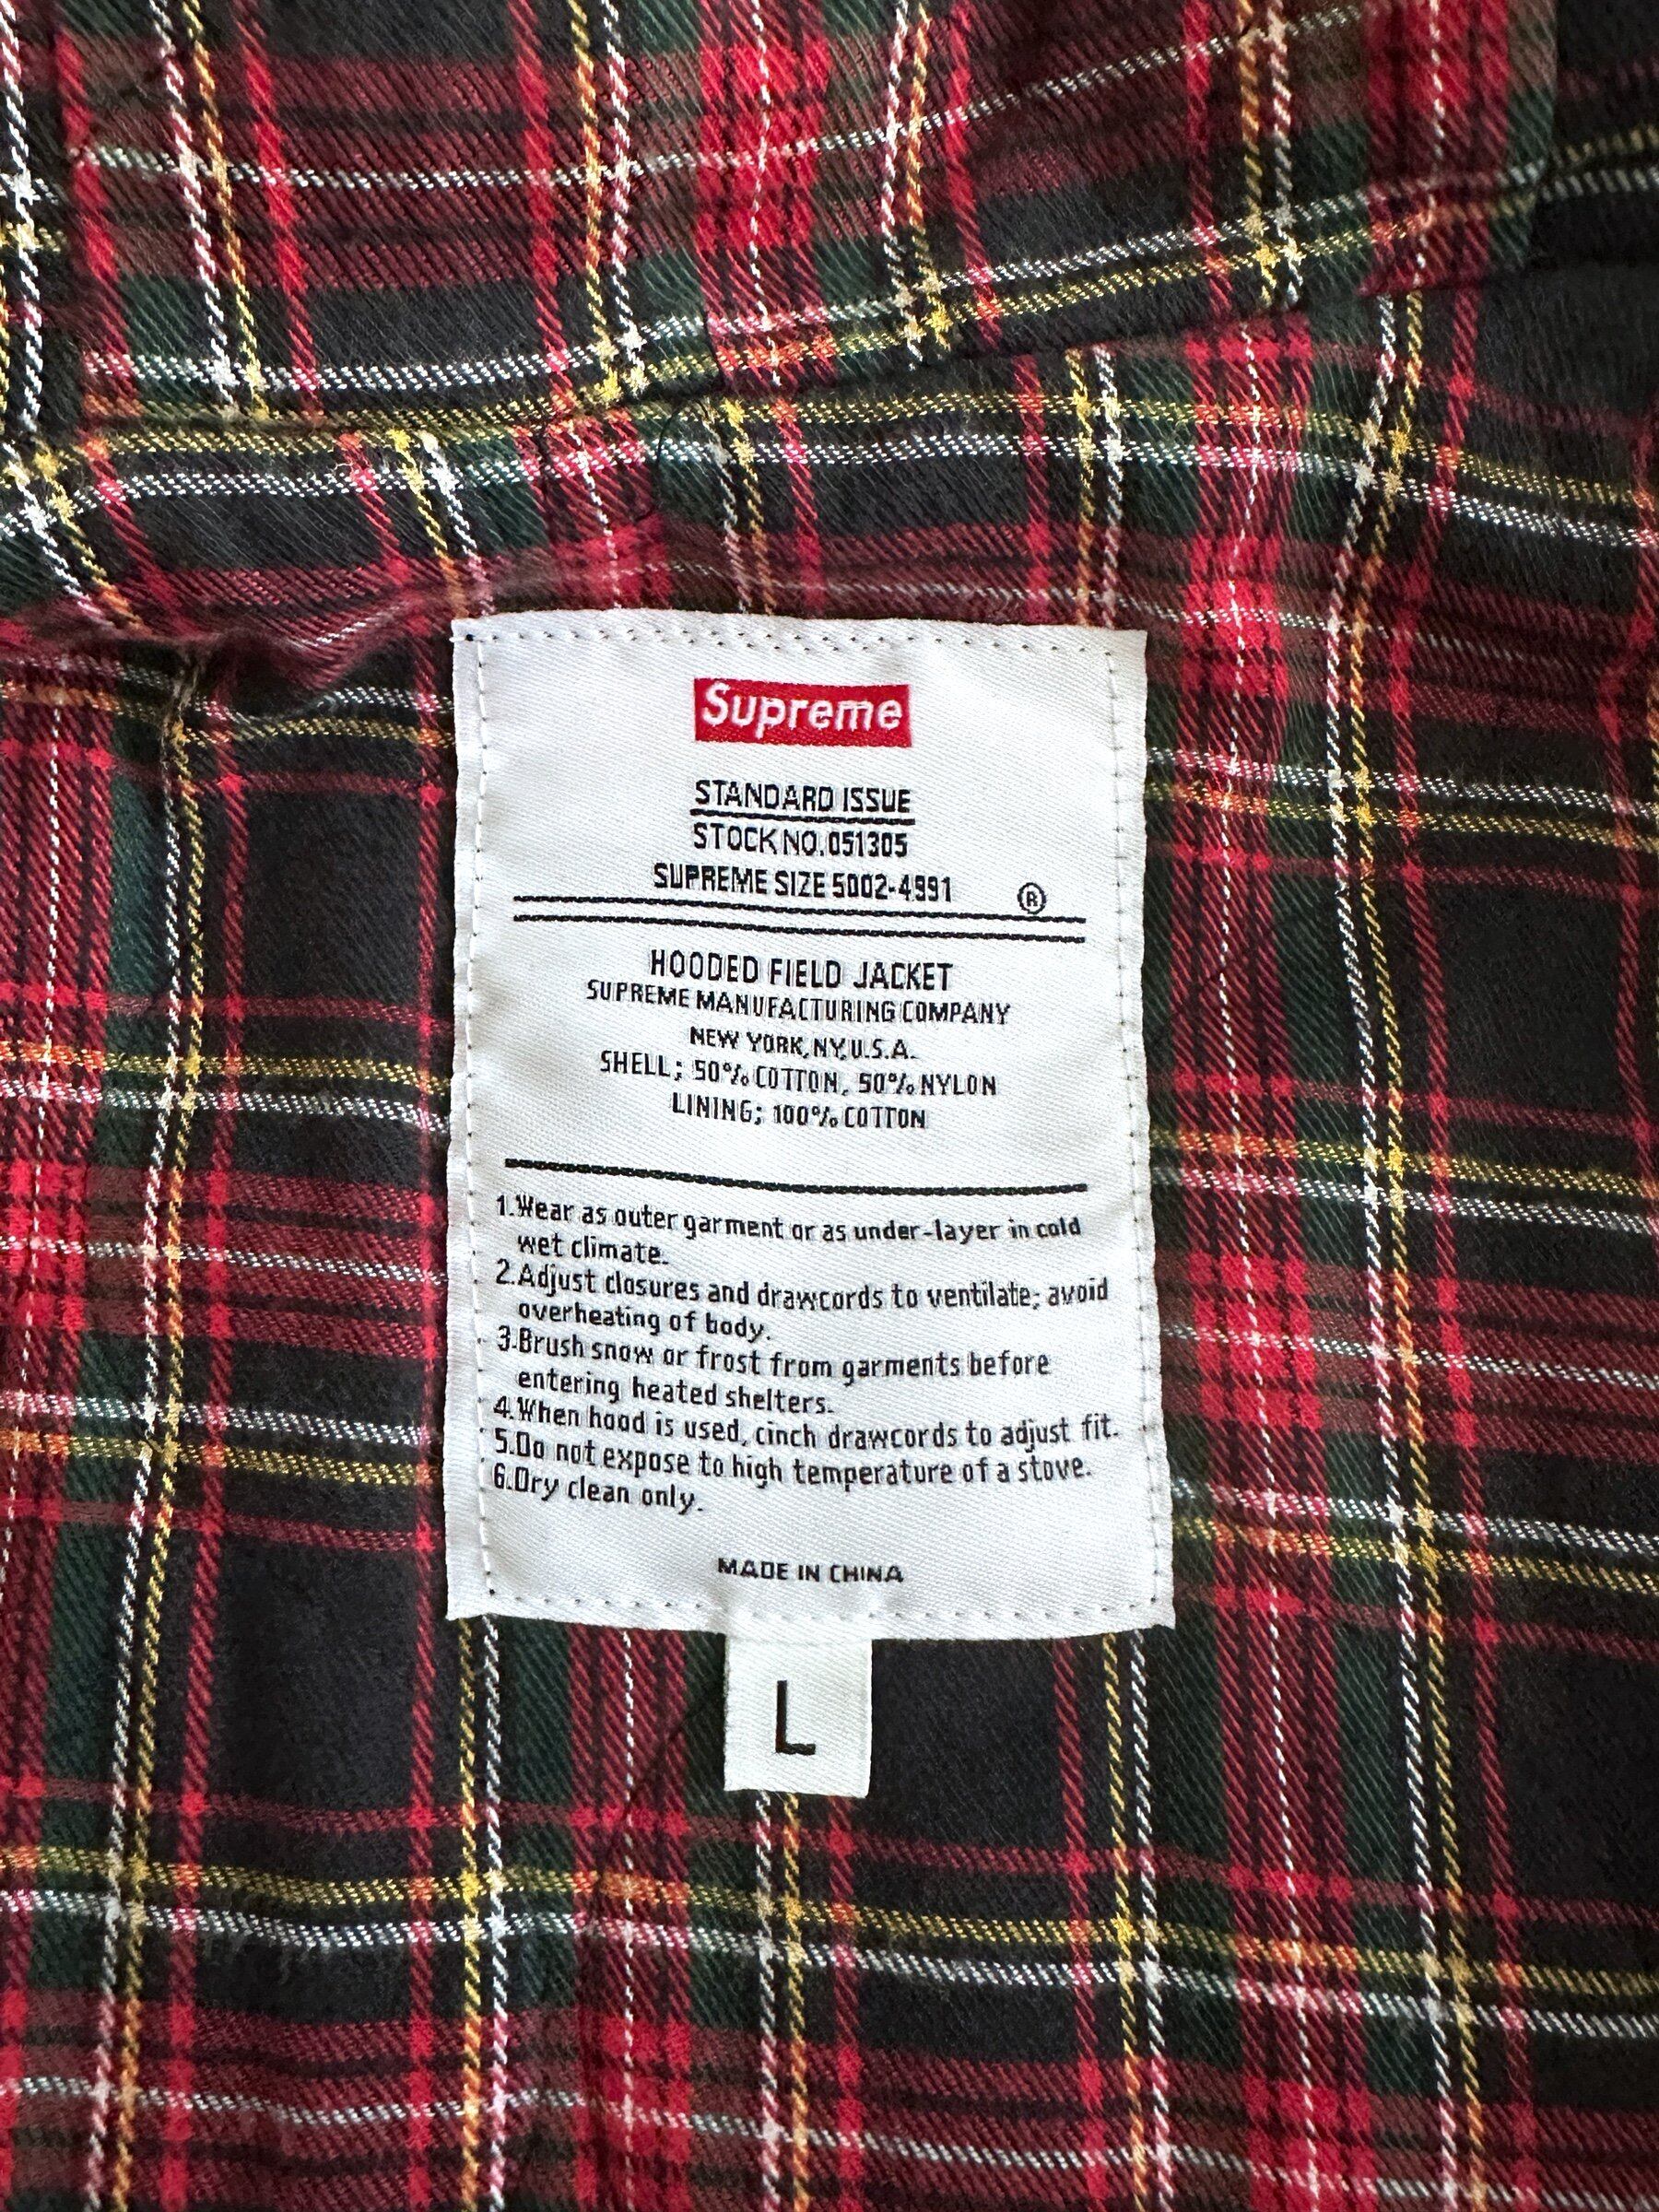 Supreme
STANDARD ISSUE
STOCK NO.051305
SUPREME SIZE 5002-4991 ®
HOODED FIELD JACKET
SUPREME MANUFACTURING COMPANY
NEW YORK, NY, U.S.A.
SHELL; 50% COTTON, 50% NYLON
LINING; 100% COTTON
1.Wear as outer garment or as under-layer in cold
wet climate.
2.Adjust closures and drawcords to ventilate; avoid
overheating of body.
3.Brush snow or frost from garments before
entering heated shelters.
4.When hood is used, cinch drawcords to adjust fit.
5.Do not expose to high temperature of a stove.
6.Dry clean only.
MADE IN CHINA
L